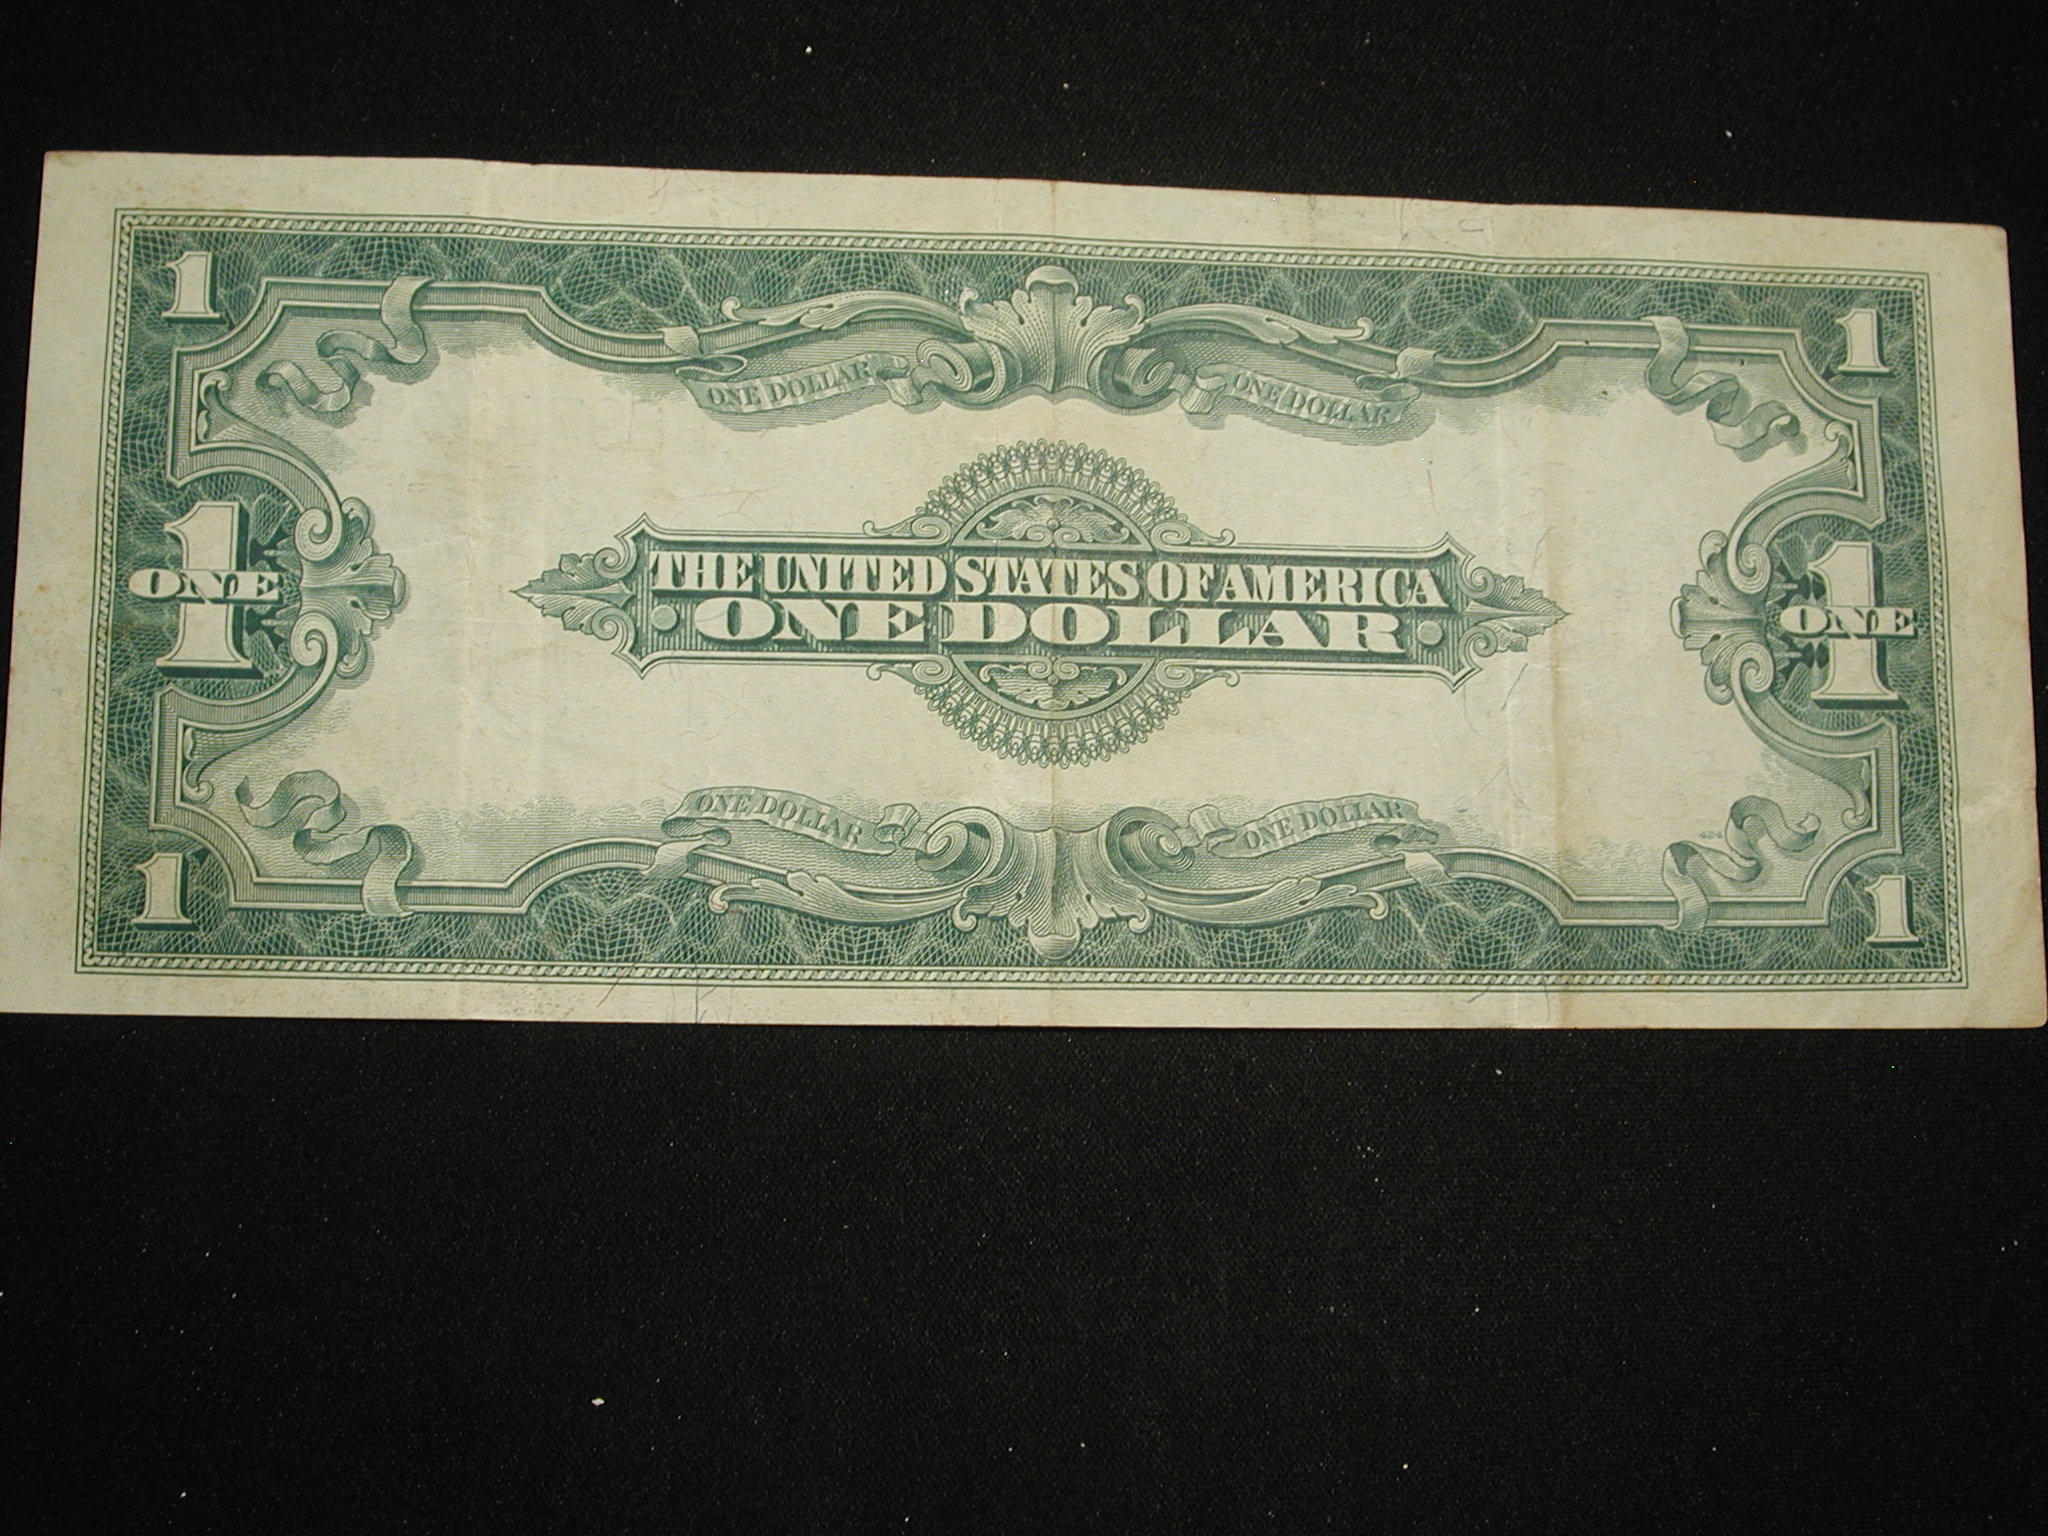 1 1
ONE DOLLAR ONE DOLLAR
THE UNITED STATES OF AMERICA
1 ONE 1 ONE
ONE DOLLAR
ONE DOLLAR ONE DOLLAR
424
1 1